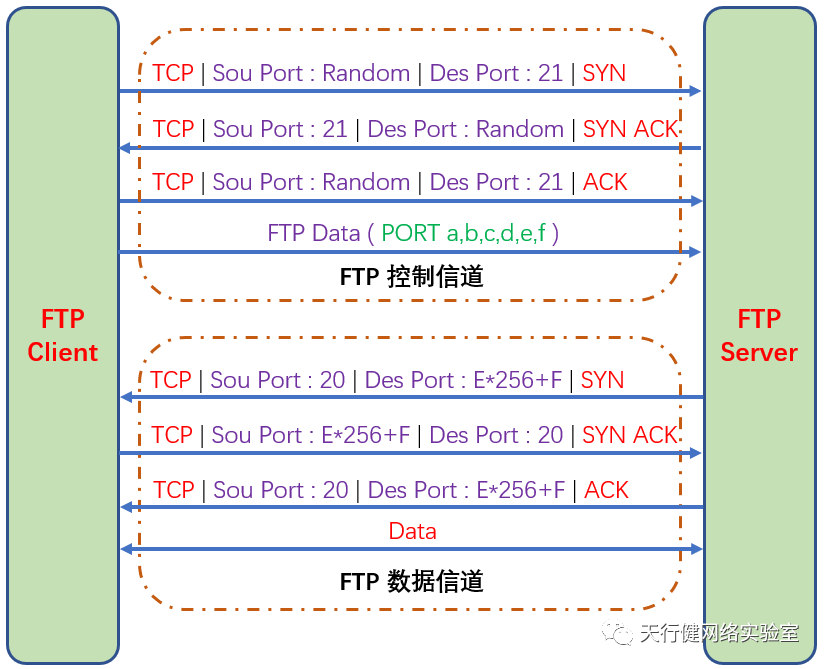 TCP | Sou Port : Random | Des Port : 21 | SYN
TCP | Sou Port : 21 | Des Port : Random | SYN ACK
TCP | Sou Port : Random | Des Port : 21 | ACK
FTP Data ( PORT a,b,c,d,e,f )
FTP 控制信道
FTP
Client
FTP
Server
TCP | Sou Port : 20 | Des Port : E*256+F | SYN
TCP | Sou Port : E*256+F | Des Port : 20 | SYN ACK
TCP | Sou Port : 20 | Des Port : E*256+F | ACK
Data
FTP 数据信道
天行健网络实验室